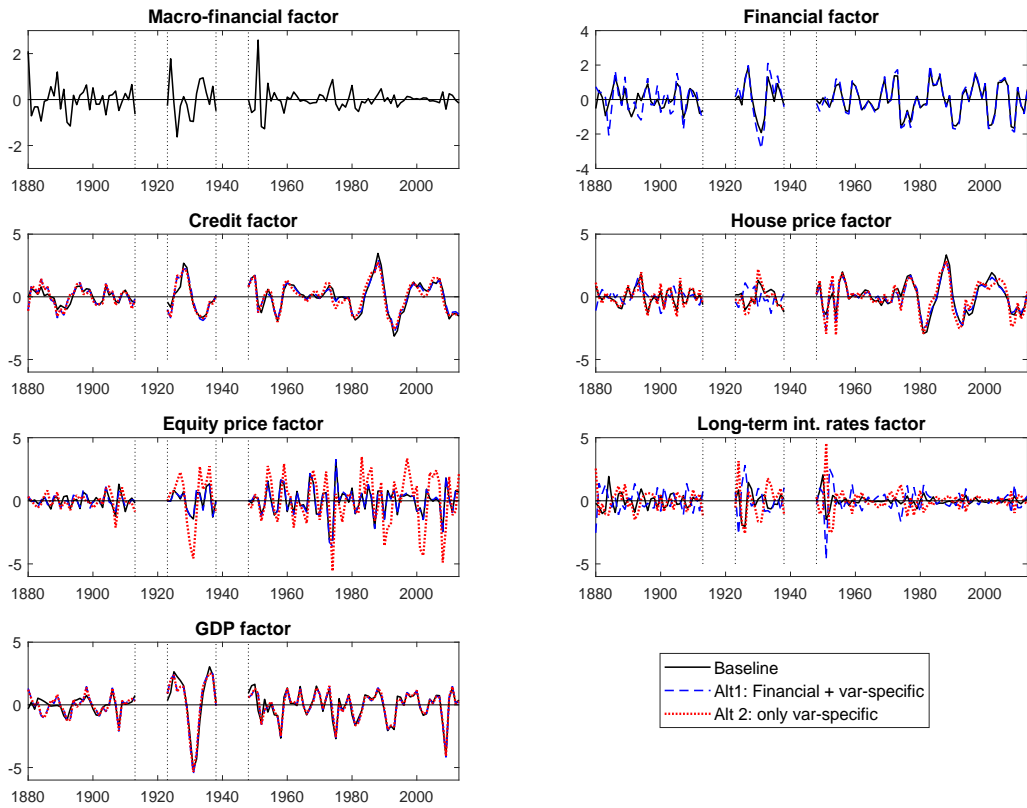 Macro-financial factor
2
0
-2
1880 1900 1920 1940 1960 1980 2000
Financial factor
4
2
0
-2
-4
1880 1900 1920 1940 1960 1980 2000
Credit factor
5
0
-5
1880 1900 1920 1940 1960 1980 2000
House price factor
5
0
-5
1880 1900 1920 1940 1960 1980 2000
Equity price factor
5
0
-5
1880 1900 1920 1940 1960 1980 2000
Long-term int. rates factor
5
0
-5
1880 1900 1920 1940 1960 1980 2000
GDP factor
5
0
-5
1880 1900 1920 1940 1960 1980 2000
Baseline
Alt1: Financial + var-specific
Alt 2: only var-specific